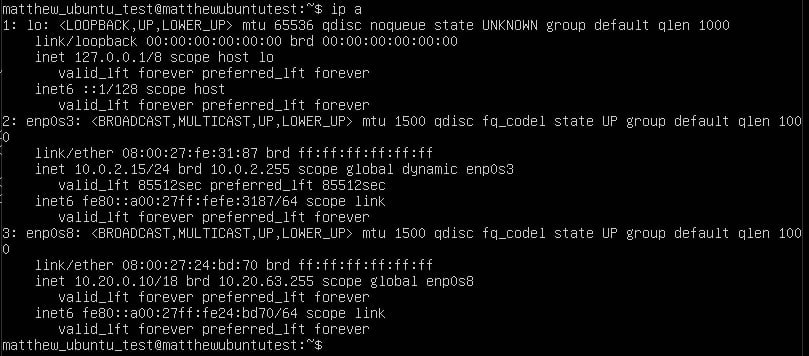 matthew_ubuntu_test@matthewubuntutest:~$ ip a
1: lo: <LOOPBACK,UP,LOWER_UP> mtu 65536 qdisc noqueue state UNKNOWN group default qlen 1000
    link/loopback 00:00:00:00:00:00 brd 00:00:00:00:00:00
    inet 127.0.0.1/8 scope host lo
       valid_lft forever preferred_lft forever
    inet6 ::1/128 scope host
       valid_lft forever preferred_lft forever
2: enp0s3: <BROADCAST,MULTICAST,UP,LOWER_UP> mtu 1500 qdisc fq_codel state UP group default qlen 100
0
    link/ether 08:00:27:fe:31:87 brd ff:ff:ff:ff:ff:ff
    inet 10.0.2.15/24 brd 10.0.2.255 scope global dynamic enp0s3
       valid_lft 85512sec preferred_lft 85512sec
    inet6 fe80::a00:27ff:fefe:3187/64 scope link
       valid_lft forever preferred_lft forever
3: enp0s8: <BROADCAST,MULTICAST,UP,LOWER_UP> mtu 1500 qdisc fq_codel state UP group default qlen 100
0
    link/ether 08:00:27:24:bd:70 brd ff:ff:ff:ff:ff:ff
    inet 10.20.0.10/18 brd 10.20.63.255 scope global enp0s8
       valid_lft forever preferred_lft forever
    inet6 fe80::a00:27ff:fe24:bd70/64 scope link
       valid_lft forever preferred_lft forever
matthew_ubuntu_test@matthewubuntutest:~$